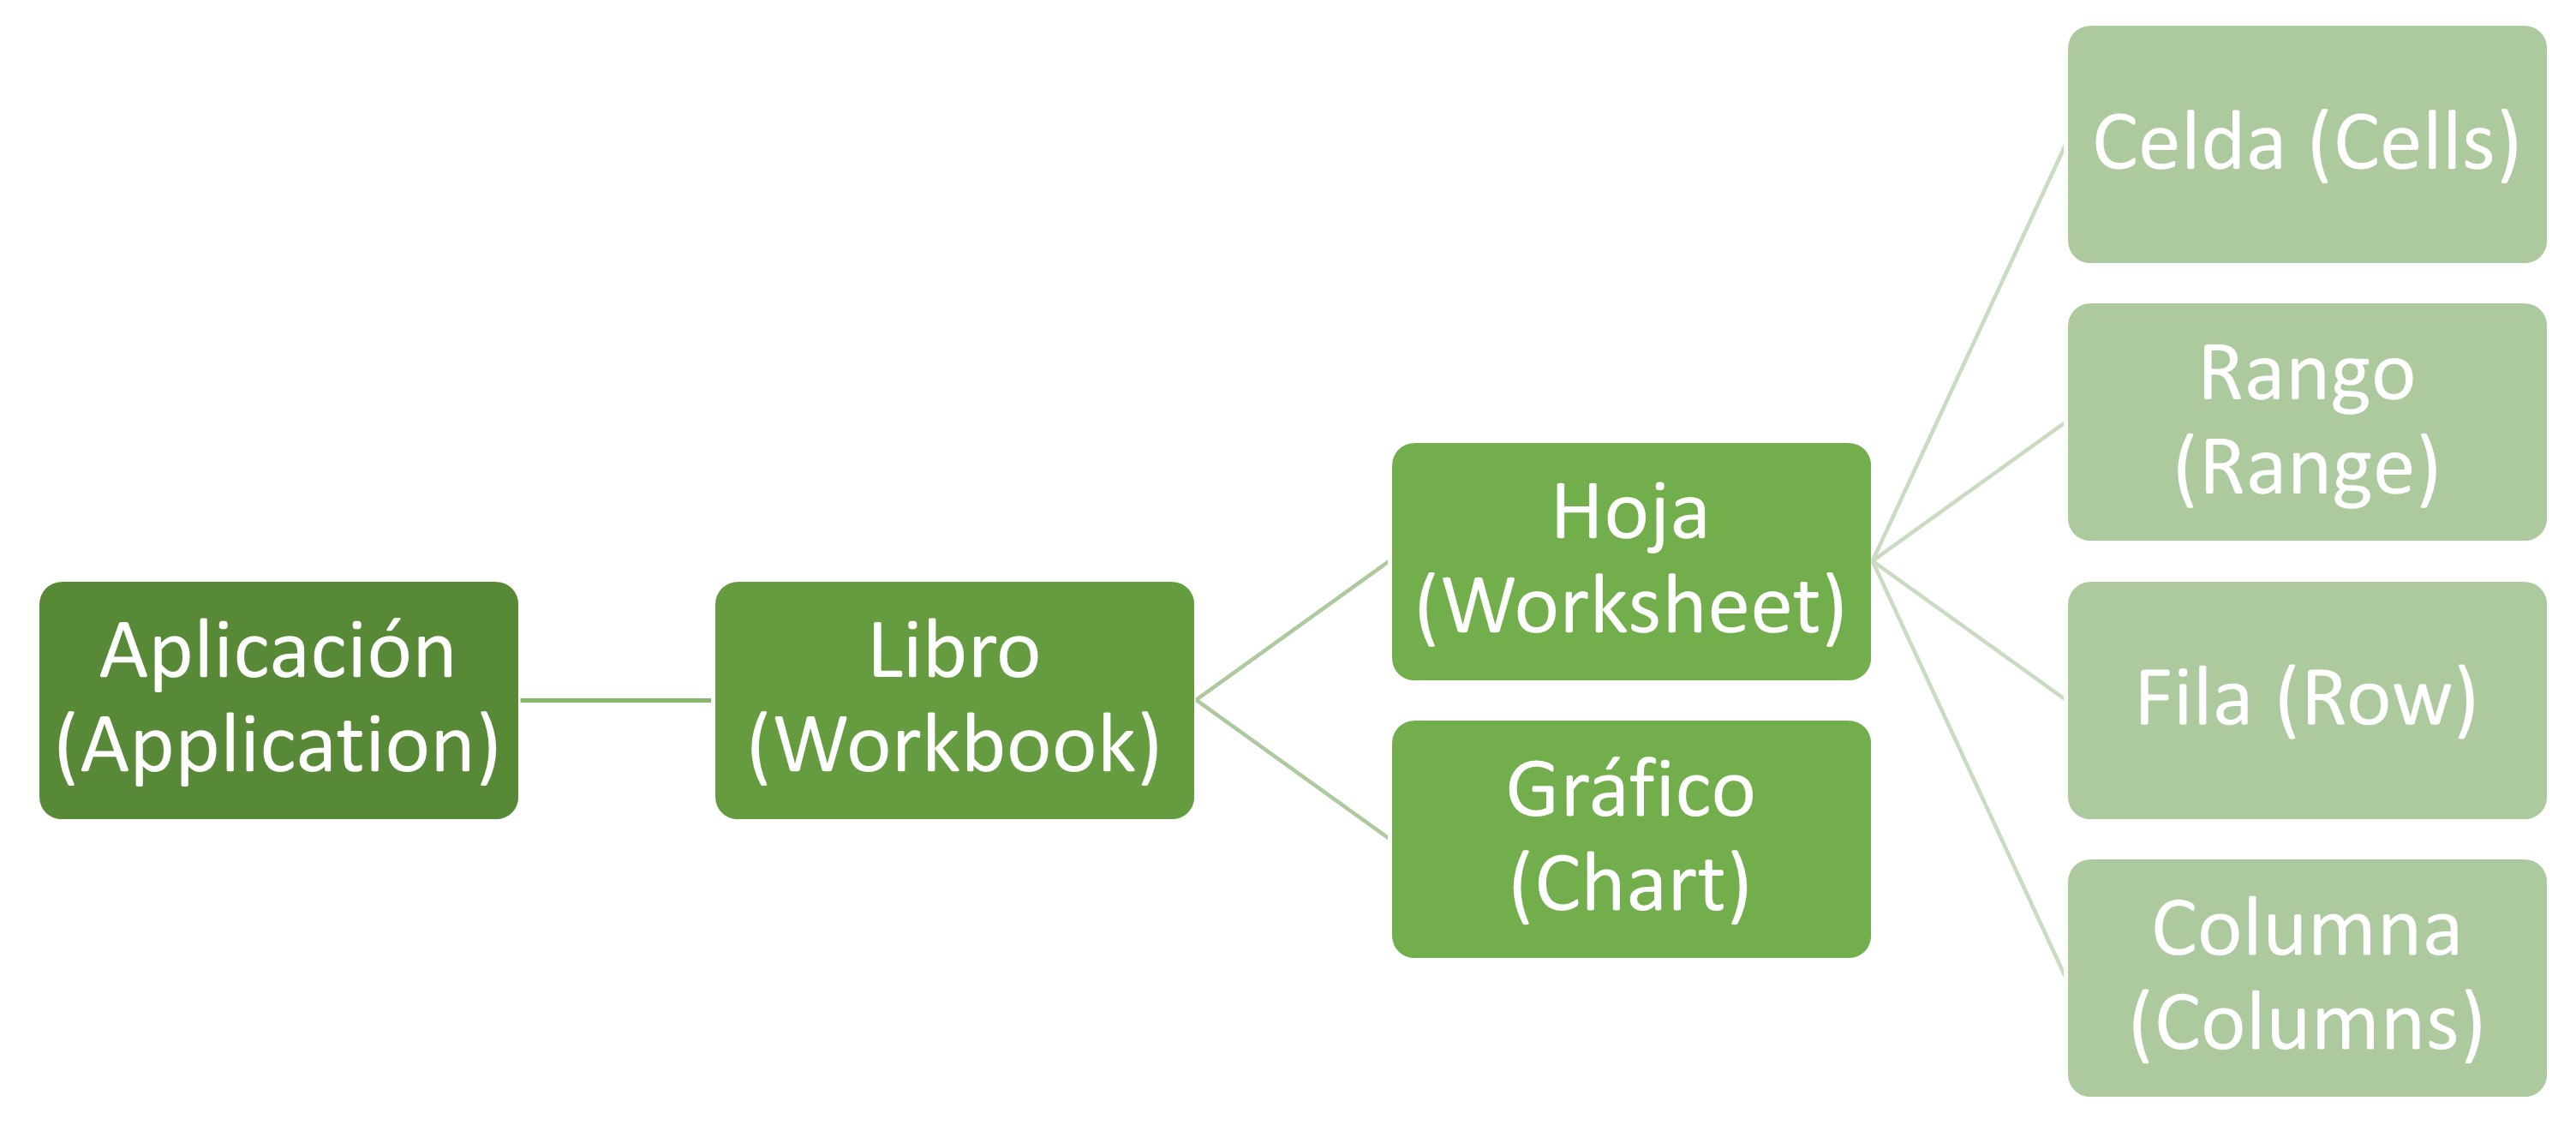 Aplicación
(Application)
Libro
(Workbook)
Hoja
(Worksheet)
Gráfico
(Chart)
Celda (Cells)
Rango
(Range)
Fila (Row)
Columna
(Columns)